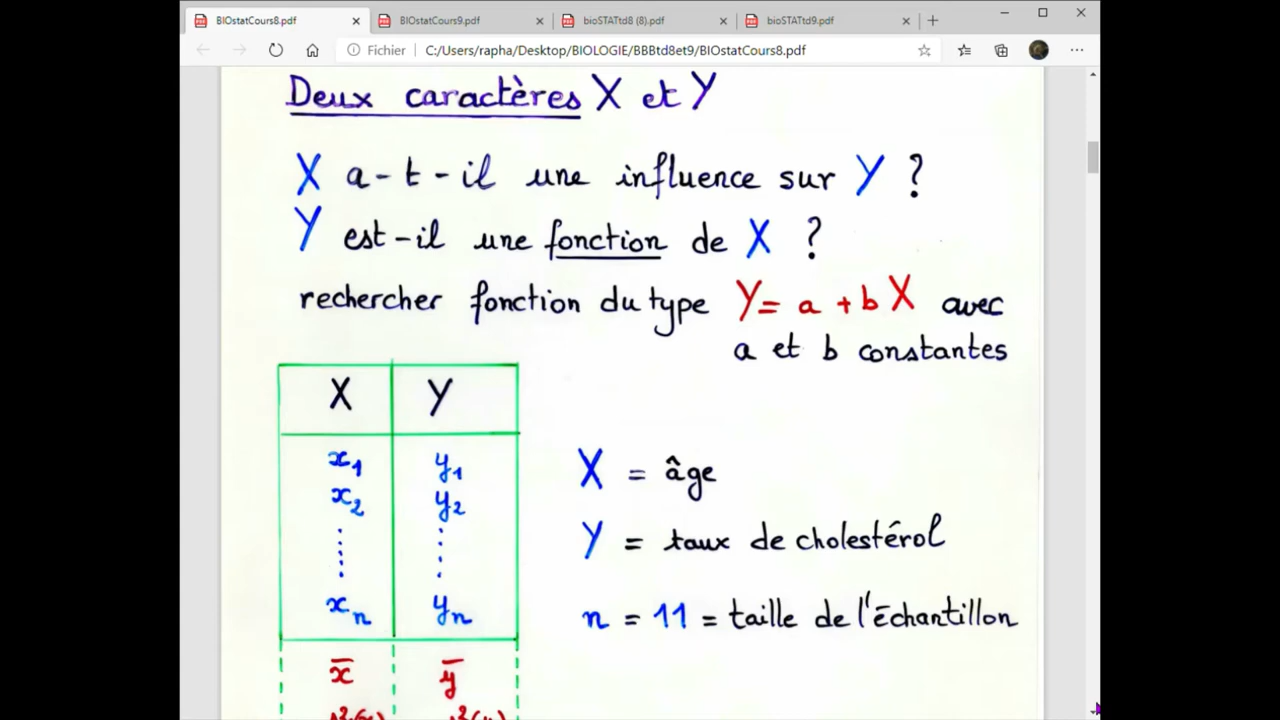 BIOstatCours8.pdf BIOstatCours9.pdf bioSTATtd8 (8).pdf bioSTATtd9.pdf
Fichier C:/Users/rapha/Desktop/BIOLOGIE/BBBtd8et9/BIOstatCours8.pdf
Deux caractères X et Y
X a-t-il une influence sur Y ?
Y est-il une fonction de X ?
rechercher fonction du type Y = a + b X avec
a et b constantes
X Y
x1 y1
x2 y2
xn yn
X = âge
Y = taux de cholestérol
n = 11 = taille de l'échantillon
x̅ y̅